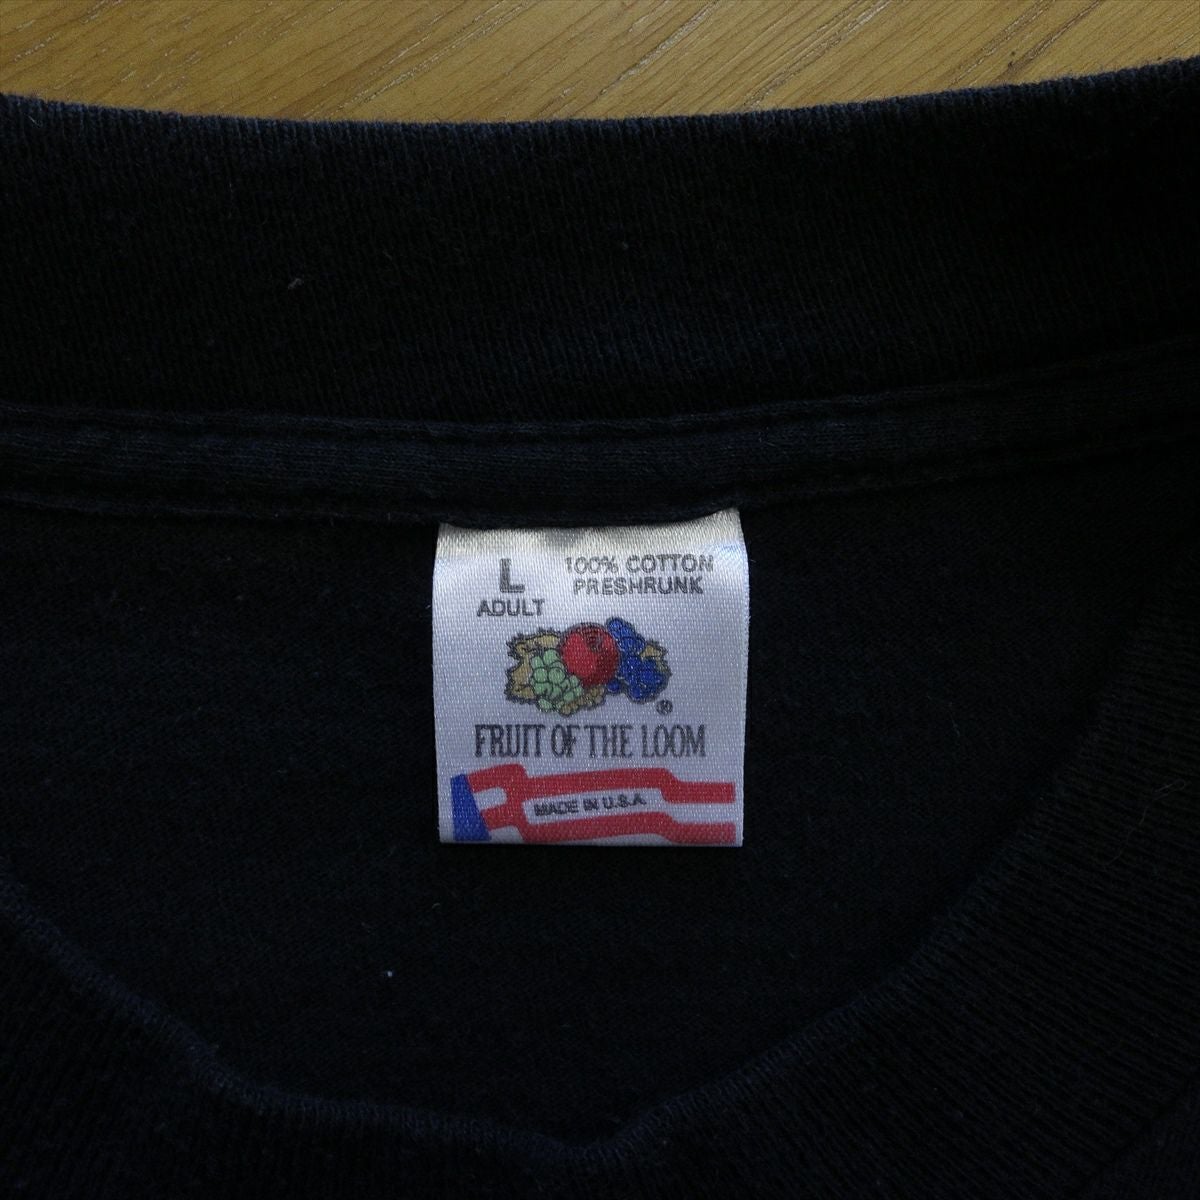 L
ADULT
100% COTTON
PRESHRUNK
®
FRUIT OF THE LOOM
MADE IN U.S.A.